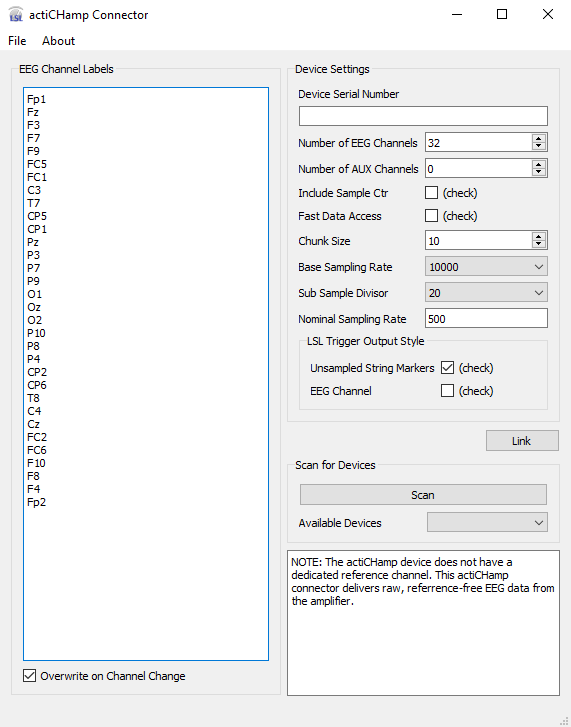 LSL
actiCHamp Connector
File About
EEG Channel Labels
Fp1
Fz
F3
F7
F9
FC5
FC1
C3
T7
CP5
CP1
Pz
P3
P7
P9
O1
Oz
O2
P10
P8
P4
CP2
CP6
T8
C4
Cz
FC2
FC6
F10
F8
F4
Fp2
Overwrite on Channel Change
Device Settings
Device Serial Number
Number of EEG Channels 32
Number of AUX Channels 0
Include Sample Ctr (check)
Fast Data Access (check)
Chunk Size 10
Base Sampling Rate 10000
Sub Sample Divisor 20
Nominal Sampling Rate 500
LSL Trigger Output Style
Unsampled String Markers (check)
EEG Channel (check)
Link
Scan for Devices
Scan
Available Devices
NOTE: The actiCHamp device does not have a
dedicated reference channel. This actiCHamp
connector delivers raw, referrence-free EEG data from
the amplifier.